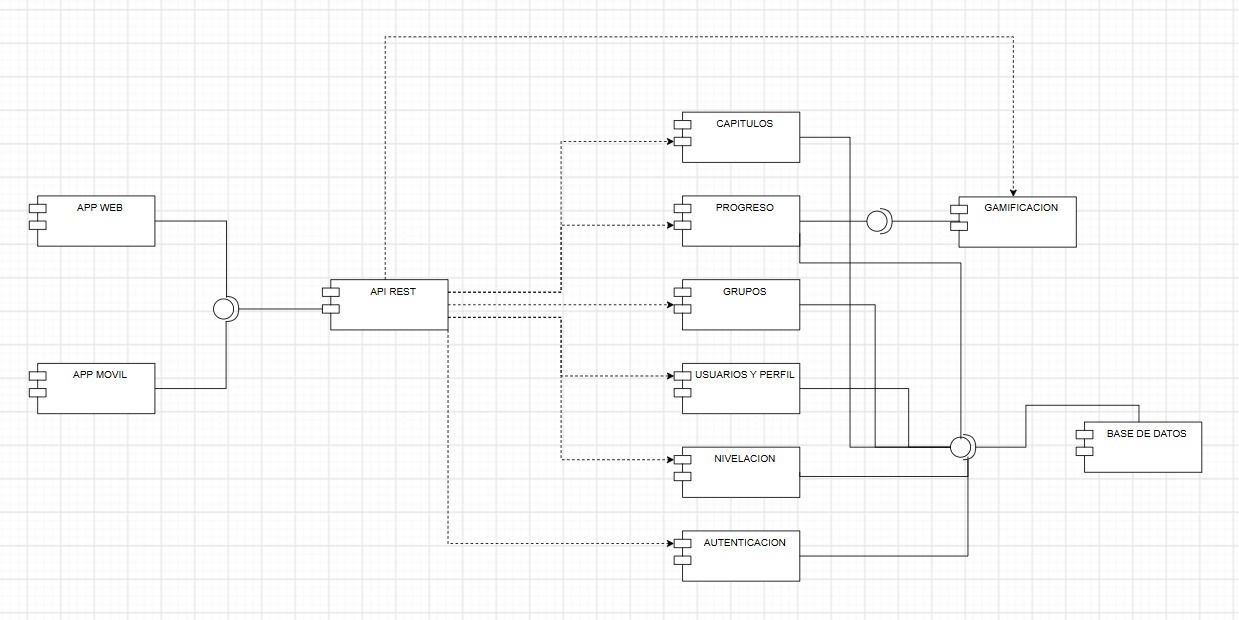 CAPITULOS
APP WEB
PROGRESO
GAMIFICACION
API REST
GRUPOS
APP MOVIL
USUARIOS Y PERFIL
BASE DE DATOS
NIVELACION
AUTENTICACION